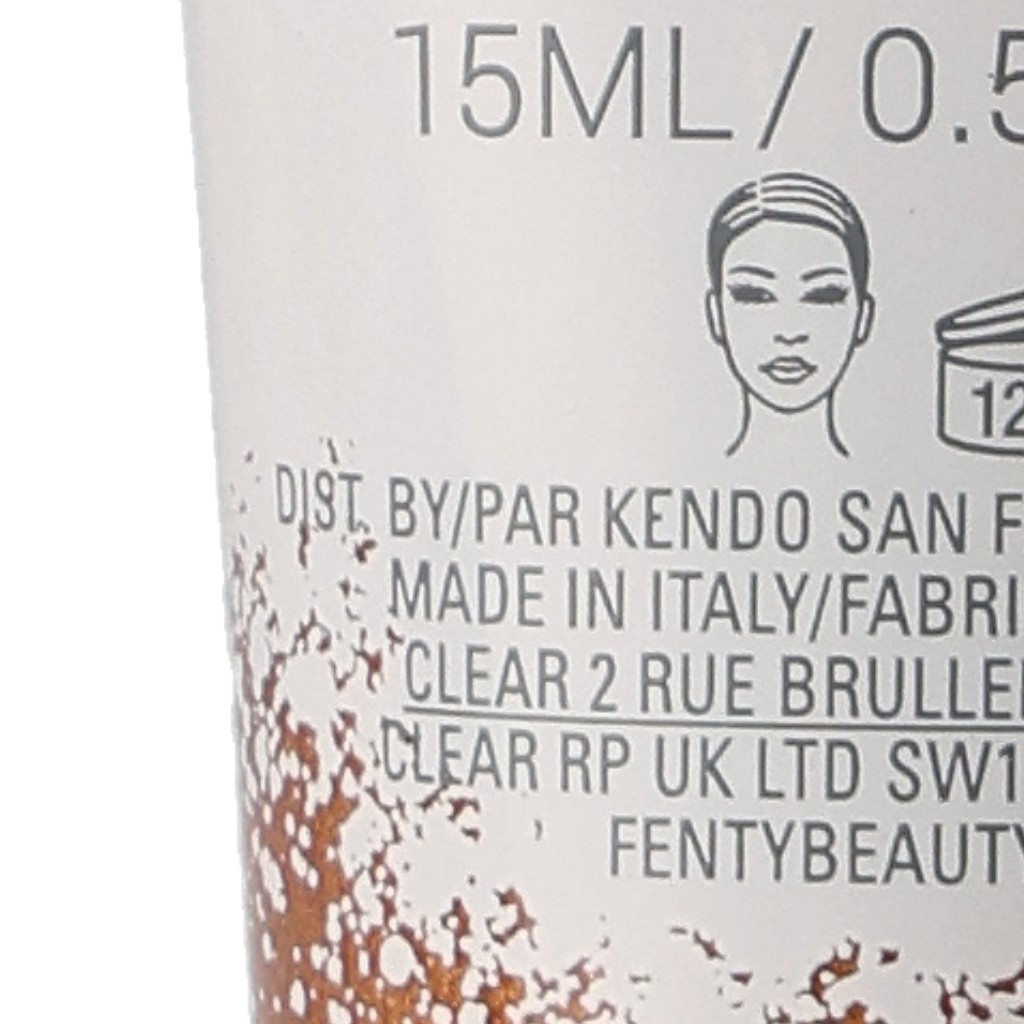 15ML/ 0.5
12
DIST. BY/PAR KENDO SAN F
MADE IN ITALY/FABRI
CLEAR 2 RUE BRULLE
CLEAR RP UK LTD SW1
FENTYBEAUTY